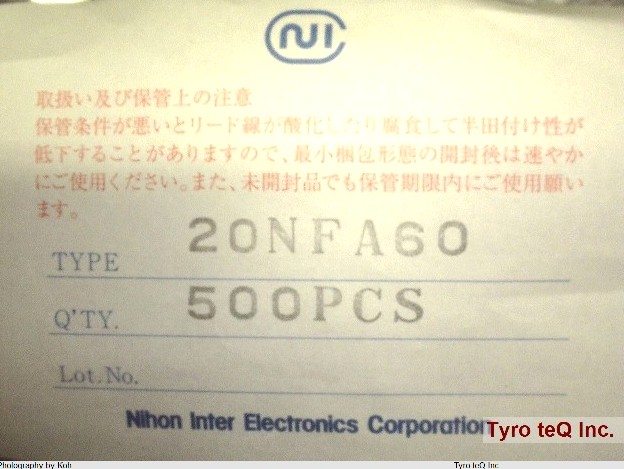 NI
取扱い及び保管上の注意
保管条件が悪いとリード線が酸化したり腐食して半田付け性が
低下することがありますので、最小梱包形態の開封後は速やか
にご使用ください。また、未開封品でも保管期限内にご使用願い
ます。
TYPE 20NFA60
Q'TY. 500PCS
Lot.No.
Nihon Inter Electronics Corporation
Tyro teQ Inc.
Photography by Koh Tyro teQ Inc